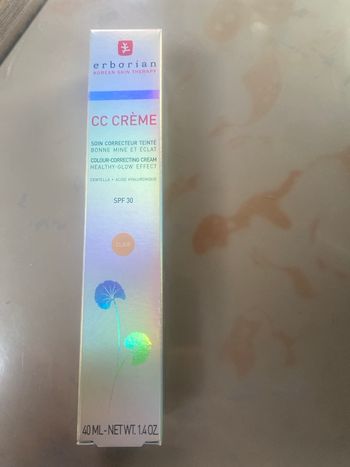 erborian
KOREAN SKIN THERAPY
CC CRÈME
SOIN CORRECTEUR TEINTÉ
BONNE MINE ET ÉCLAT
COLOUR-CORRECTING CREAM
HEALTHY-GLOW EFFECT
CENTELLA + ACIDE HYALURONIQUE
SPF 30
CLAIR
40 ML - NET WT. 1.4 OZ.